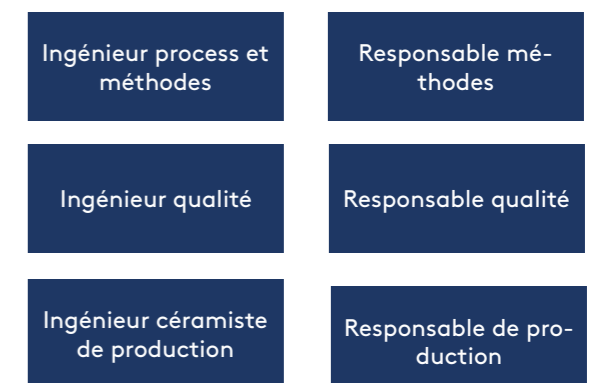 Ingénieur process et
méthodes
Responsable mé-
thodes
Ingénieur qualité
Responsable qualité
Ingénieur céramiste
de production
Responsable de pro-
duction